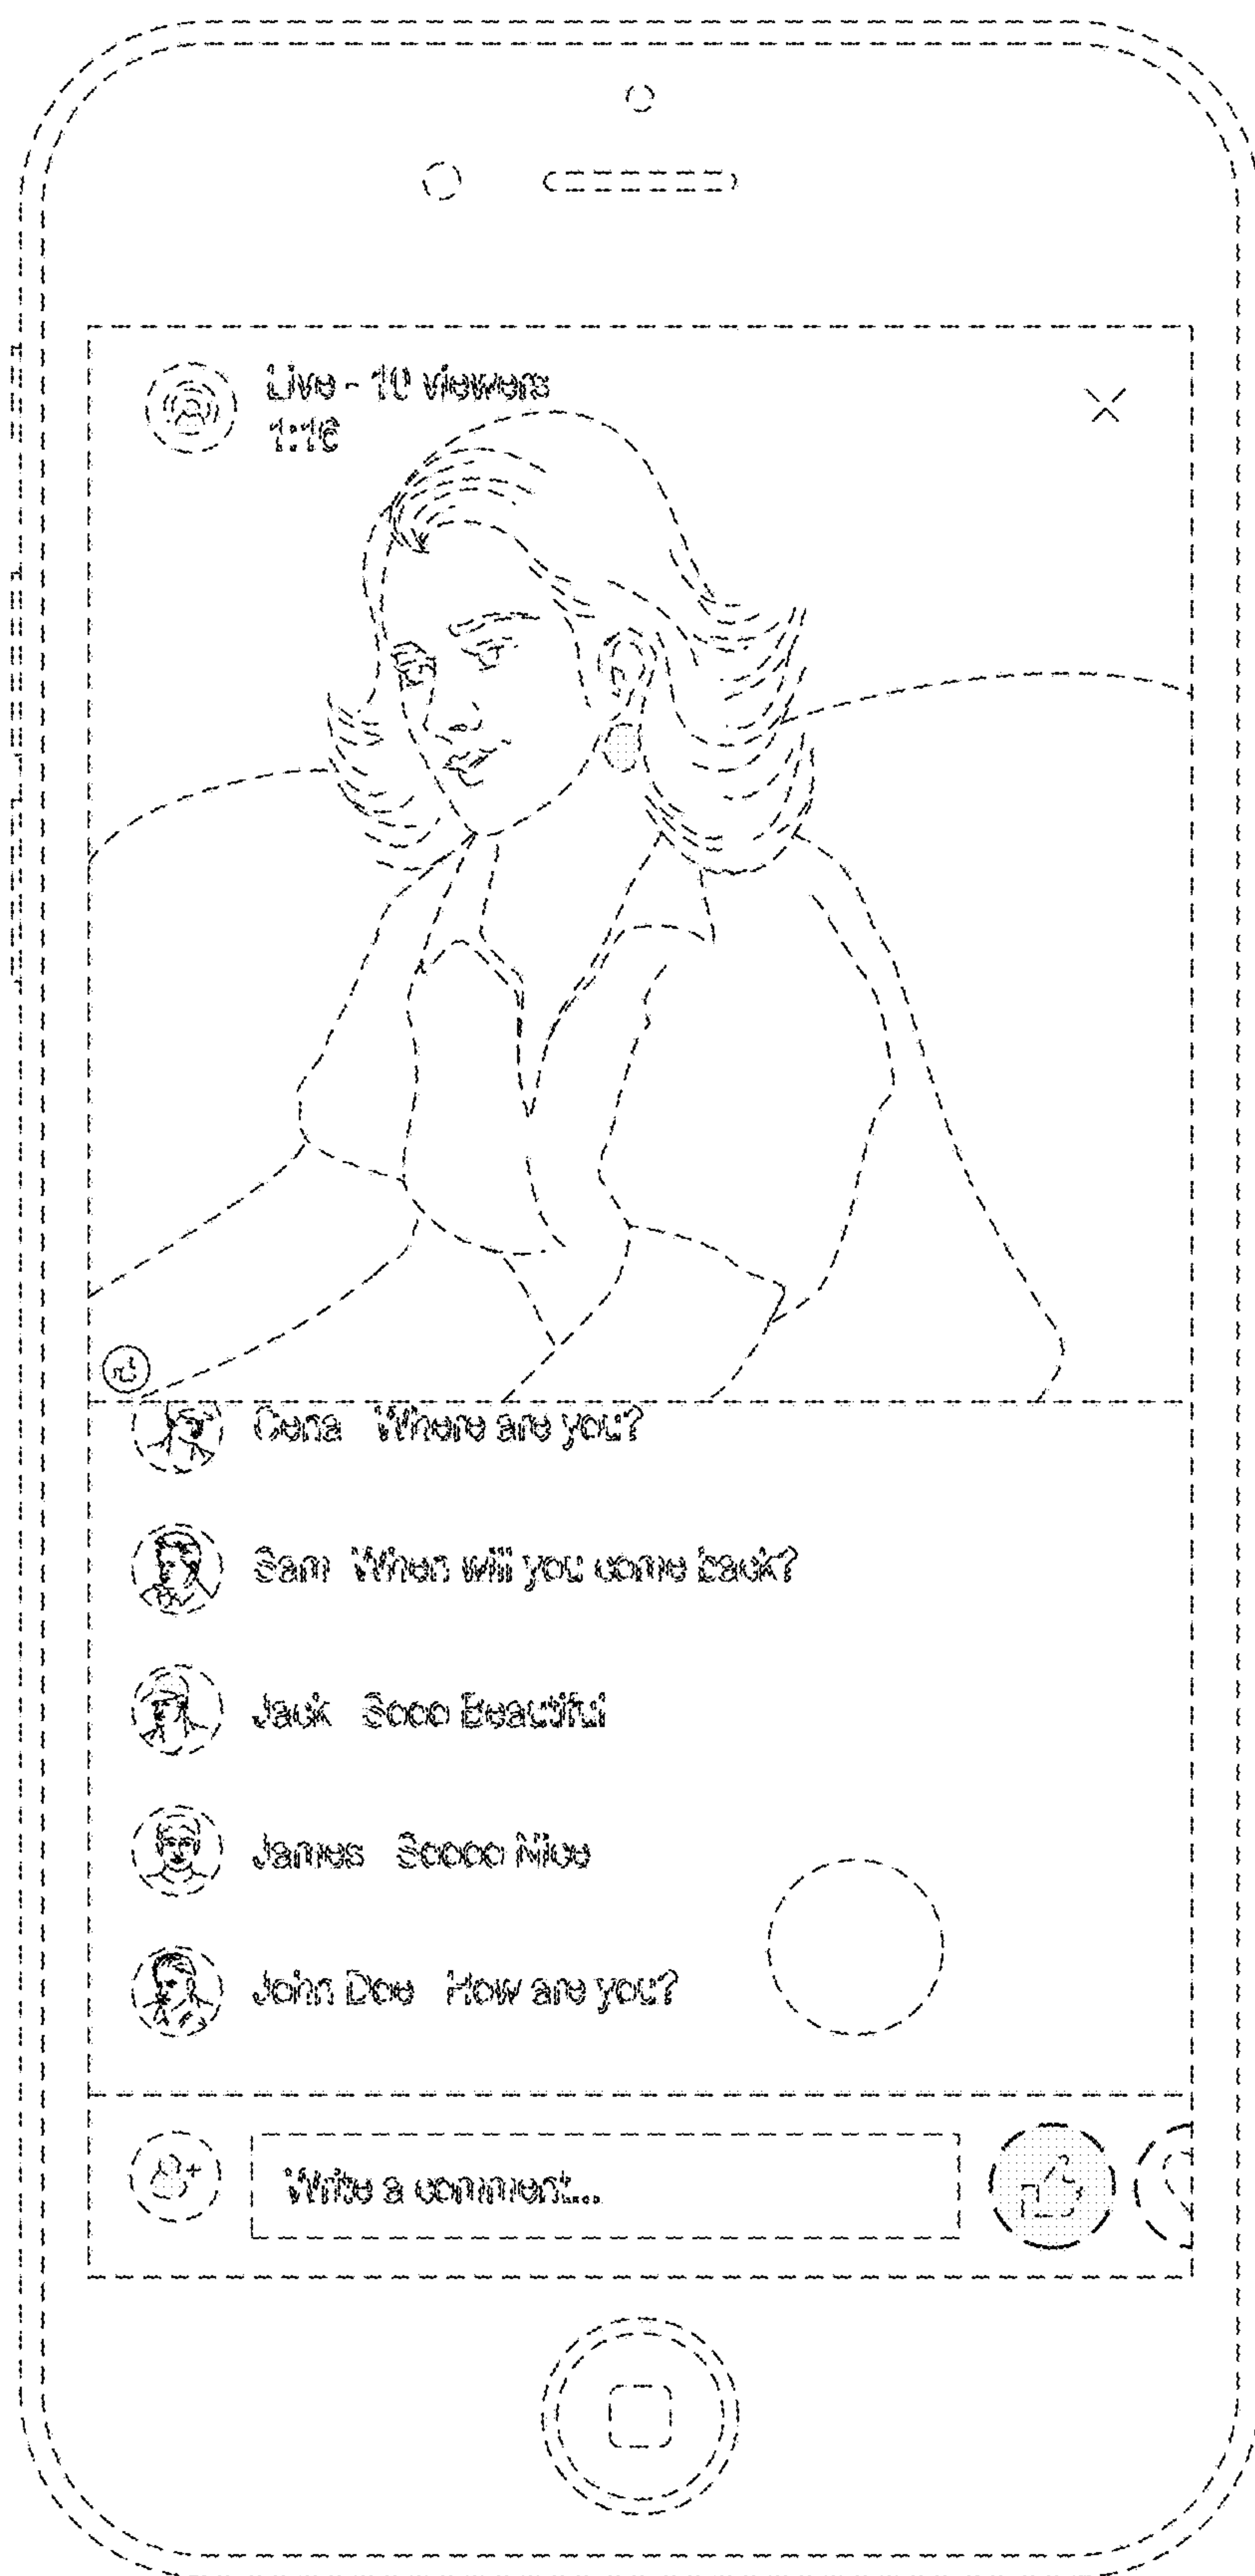 Live - 10 viewers
1:16
Gena Where are you?
Sam When will you come back?
Jack Sooo Beautiful
James Soooo Nice
John Doe How are you?
Write a comment...